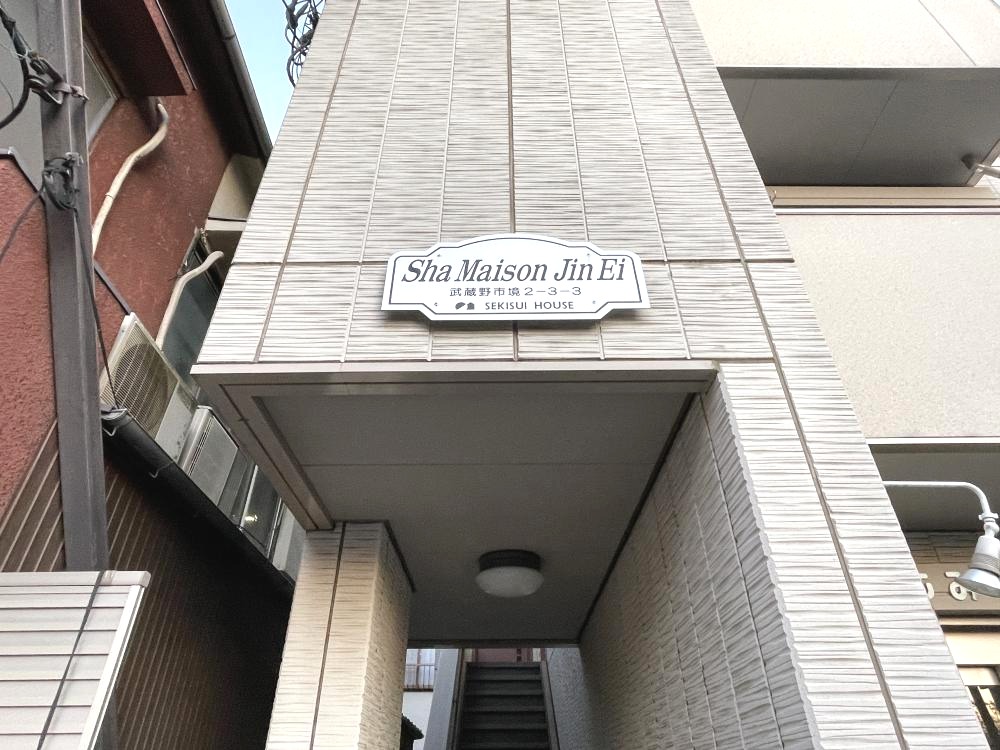 Sha Maison Jin Ei
武蔵野市境2-3-3
SEKISUI HOUSE